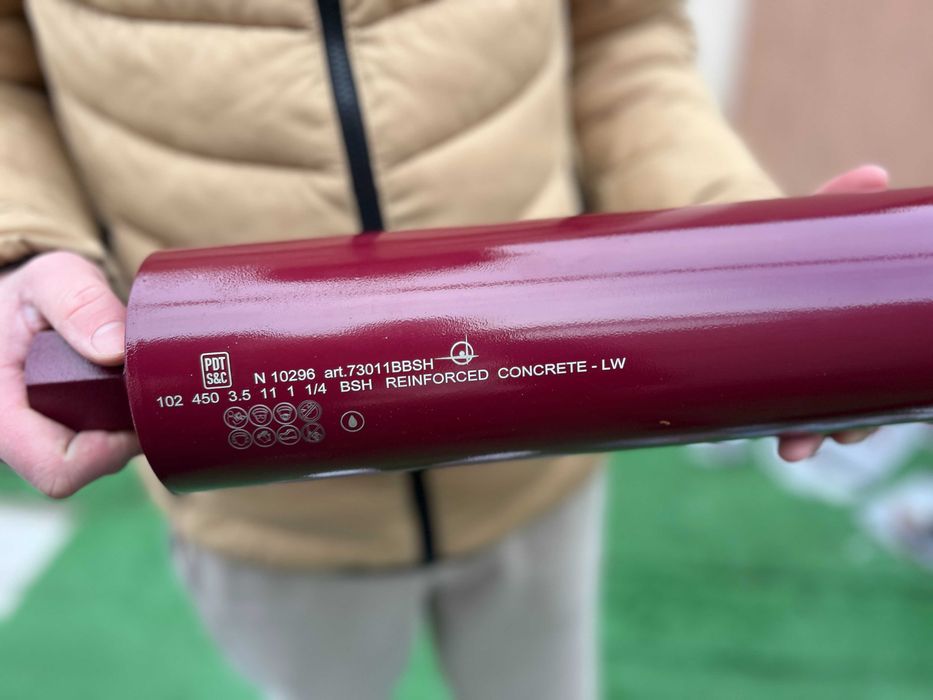 PDT
S&C
N 10296 art.73011BBSH
102 450 3.5 11 1 1/4 BSH REINFORCED CONCRETE - LW